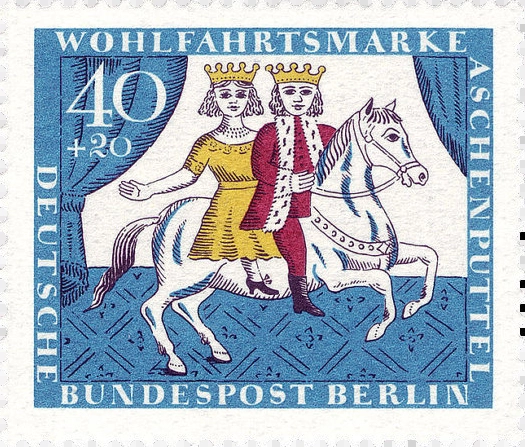 WOHLFAHRTSMARKE
40
+20
ASCHENPUTTEL
DEUTSCHE
BUNDESPOST BERLIN